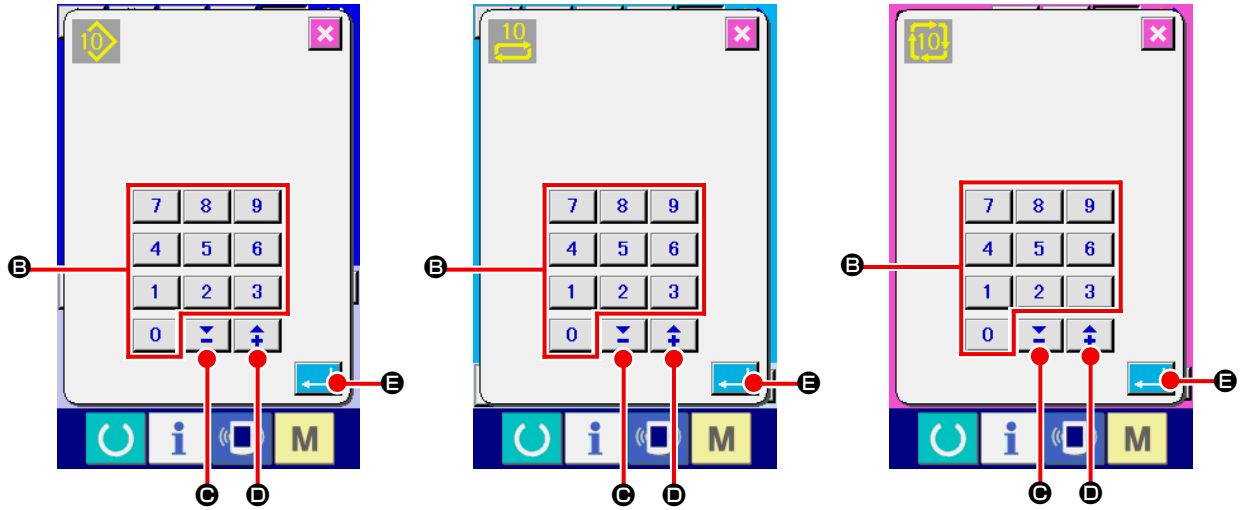 10 × 10 × 10 ×
7 8 9 7 8 9 7 8 9
4 5 6 4 5 6 4 5 6
B B B
1 2 3 1 2 3 1 2 3
0 − + 0 − + 0 − +
E E E
i M i M i M
C D C D C D